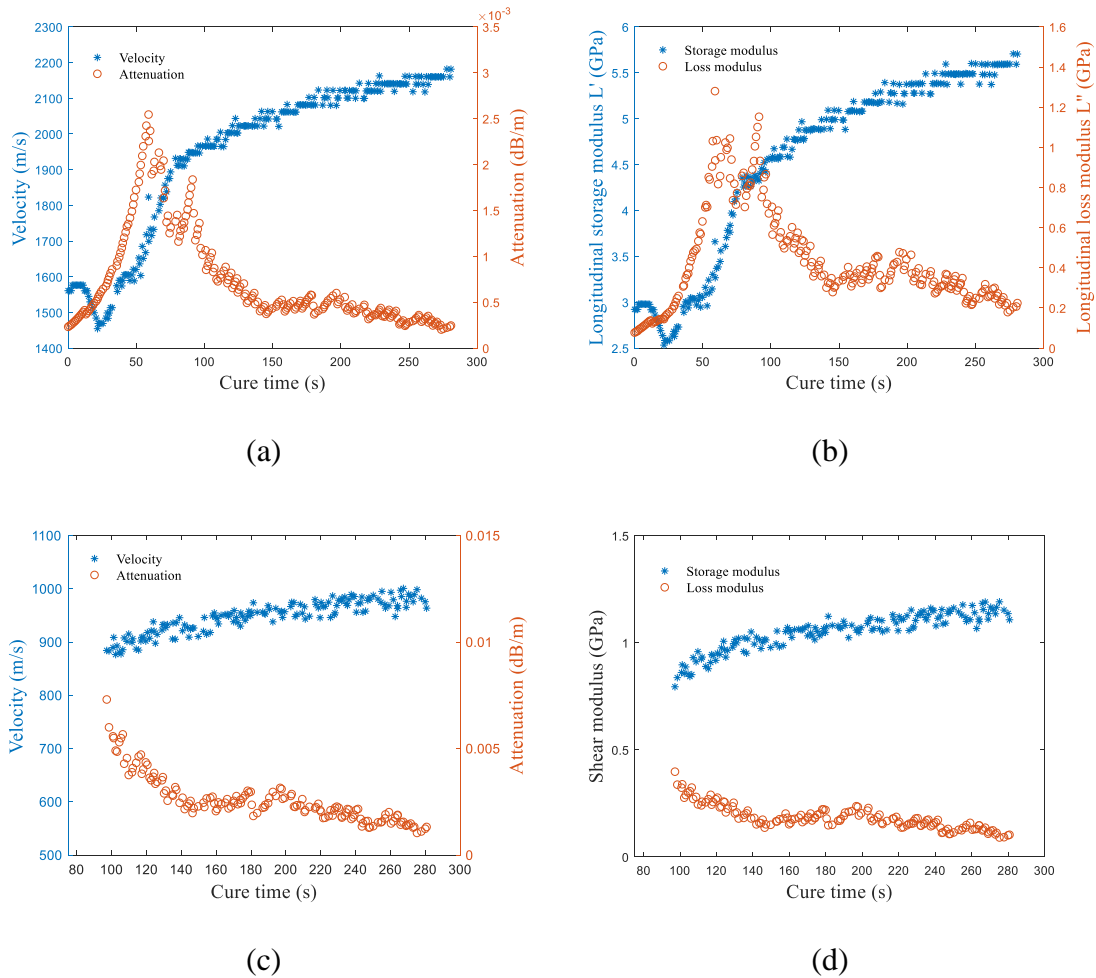 ×10⁻³
2300
2200
2100
2000
1900
1800
1700
1600
1500
1400
Velocity (m/s)
Velocity
Attenuation
3.5
3
2.5
2
1.5
1
0.5
0
Attenuation (dB/m)
0 50 100 150 200 250 300
Cure time (s)
(a)
6
5.5
5
4.5
4
3.5
3
2.5
Longitudinal storage modulus L' (GPa)
Storage modulus
Loss modulus
1.6
1.4
1.2
1
0.8
0.6
0.4
0.2
0
Longitudinal loss modulus L" (GPa)
0 50 100 150 200 250 300
Cure time (s)
(b)
1100
1000
900
800
700
600
500
Velocity (m/s)
Velocity
Attenuation
0.015
0.01
0.005
0
Attenuation (dB/m)
80 100 120 140 160 180 200 220 240 260 280 300
Cure time (s)
(c)
1.5
1
0.5
0
Shear modulus (GPa)
Storage modulus
Loss modulus
80 100 120 140 160 180 200 220 240 260 280 300
Cure time (s)
(d)